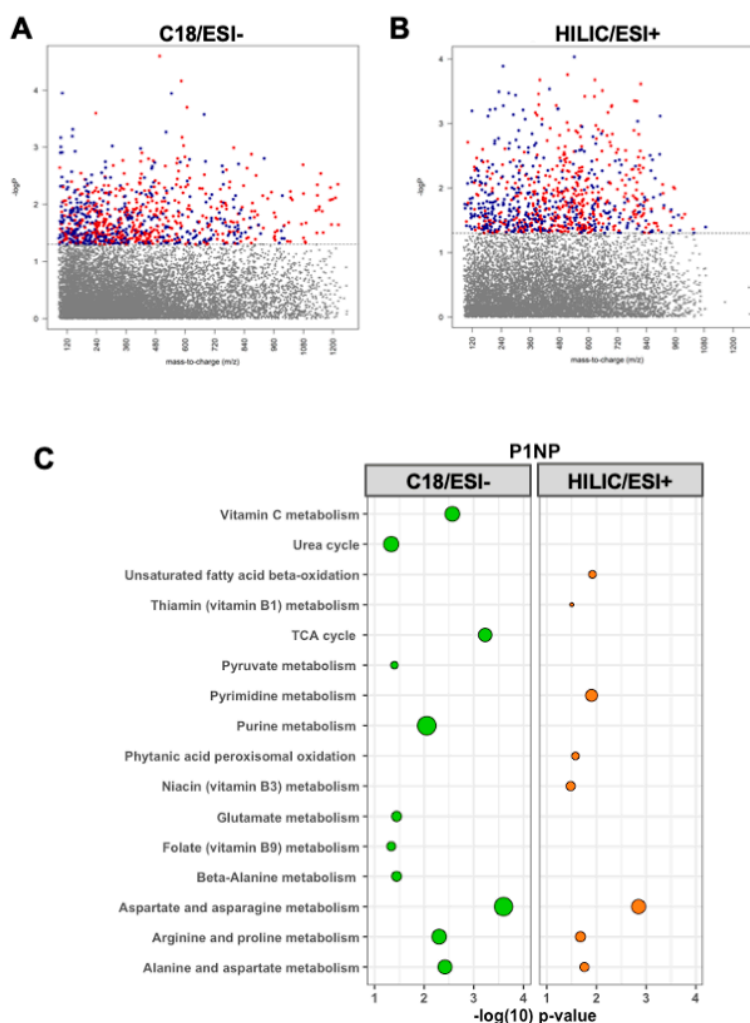 A
C18/ESI-
-logP
4
3
2
1
0
120 240 360 480 600 720 840 960 1080 1200
mass-to-charge (m/z)
B
HILIC/ESI+
-logP
4
3
2
1
0
120 240 360 480 600 720 840 960 1080 1200
mass-to-charge (m/z)
C
P1NP
C18/ESI- HILIC/ESI+
Vitamin C metabolism
Urea cycle
Unsaturated fatty acid beta-oxidation
Thiamin (vitamin B1) metabolism
TCA cycle
Pyruvate metabolism
Pyrimidine metabolism
Purine metabolism
Phytanic acid peroxisomal oxidation
Niacin (vitamin B3) metabolism
Glutamate metabolism
Folate (vitamin B9) metabolism
Beta-Alanine metabolism
Aspartate and asparagine metabolism
Arginine and proline metabolism
Alanine and aspartate metabolism
1 2 3 4 1 2 3 4
-log(10) p-value